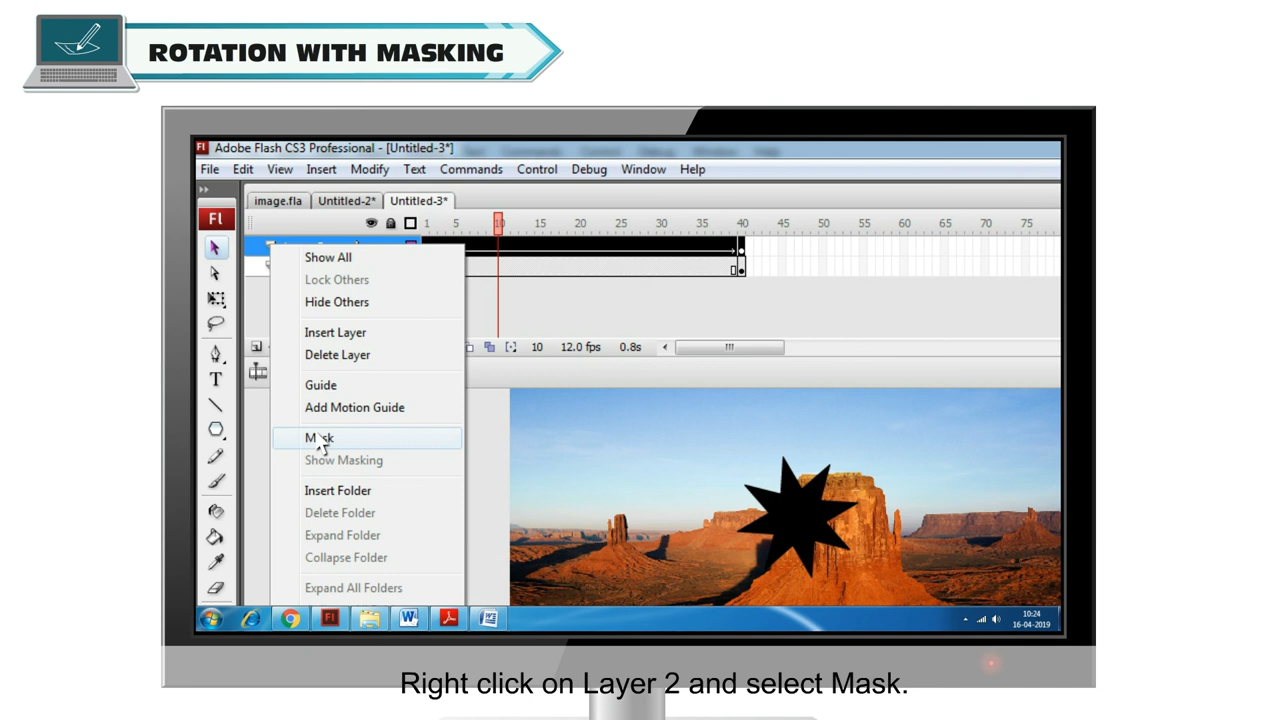 ROTATION WITH MASKING
Fl Adobe Flash CS3 Professional - [Untitled-3*]
File Edit View Insert Modify Text Commands Control Debug Window Help
image.fla Untitled-2* Untitled-3*
Fl
1 5 10 15 20 25 30 35 40 45 50 55 60 65 70 75
Show All
Lock Others
Hide Others
Insert Layer
Delete Layer
10 12.0 fps 0.8s
Guide
Add Motion Guide
Mask
Show Masking
Insert Folder
Delete Folder
Expand Folder
Collapse Folder
Expand All Folders
10:24
16-04-2019
Right click on Layer 2 and select Mask.